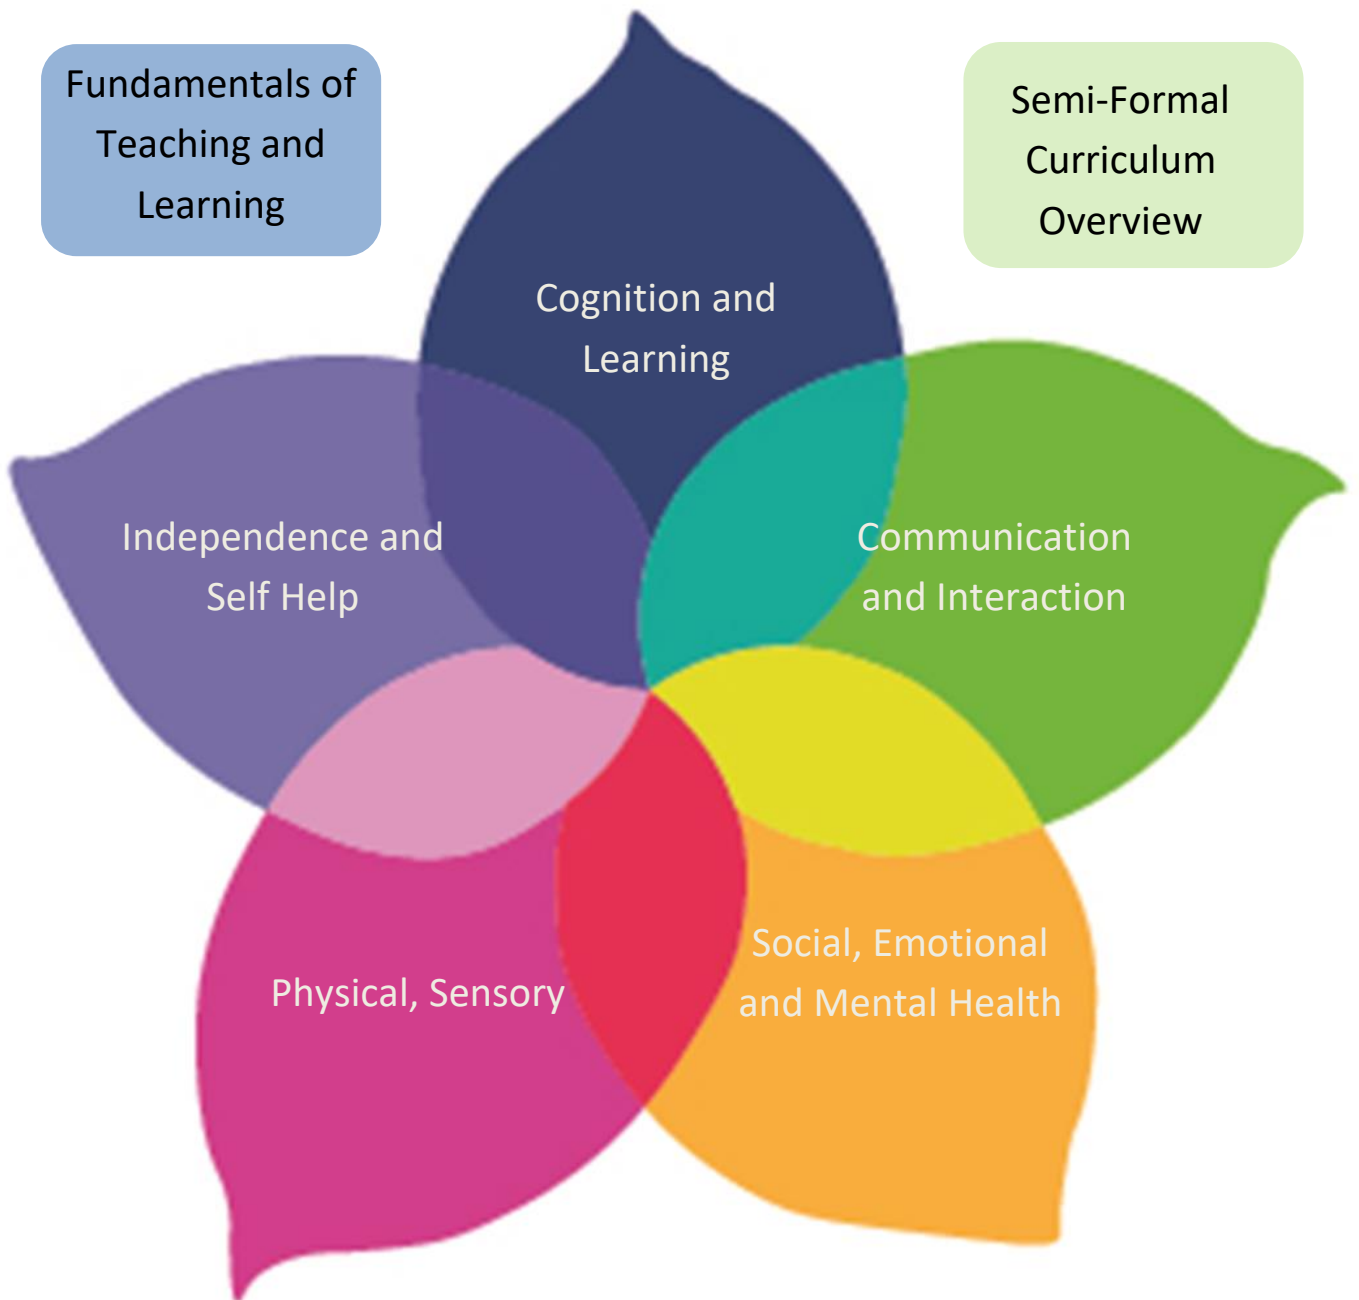 Fundamentals of
Teaching and
Learning
Semi-Formal
Curriculum
Overview
Cognition and
Learning
Independence and
Self Help
Communication
and Interaction
Physical, Sensory
Social, Emotional
and Mental Health